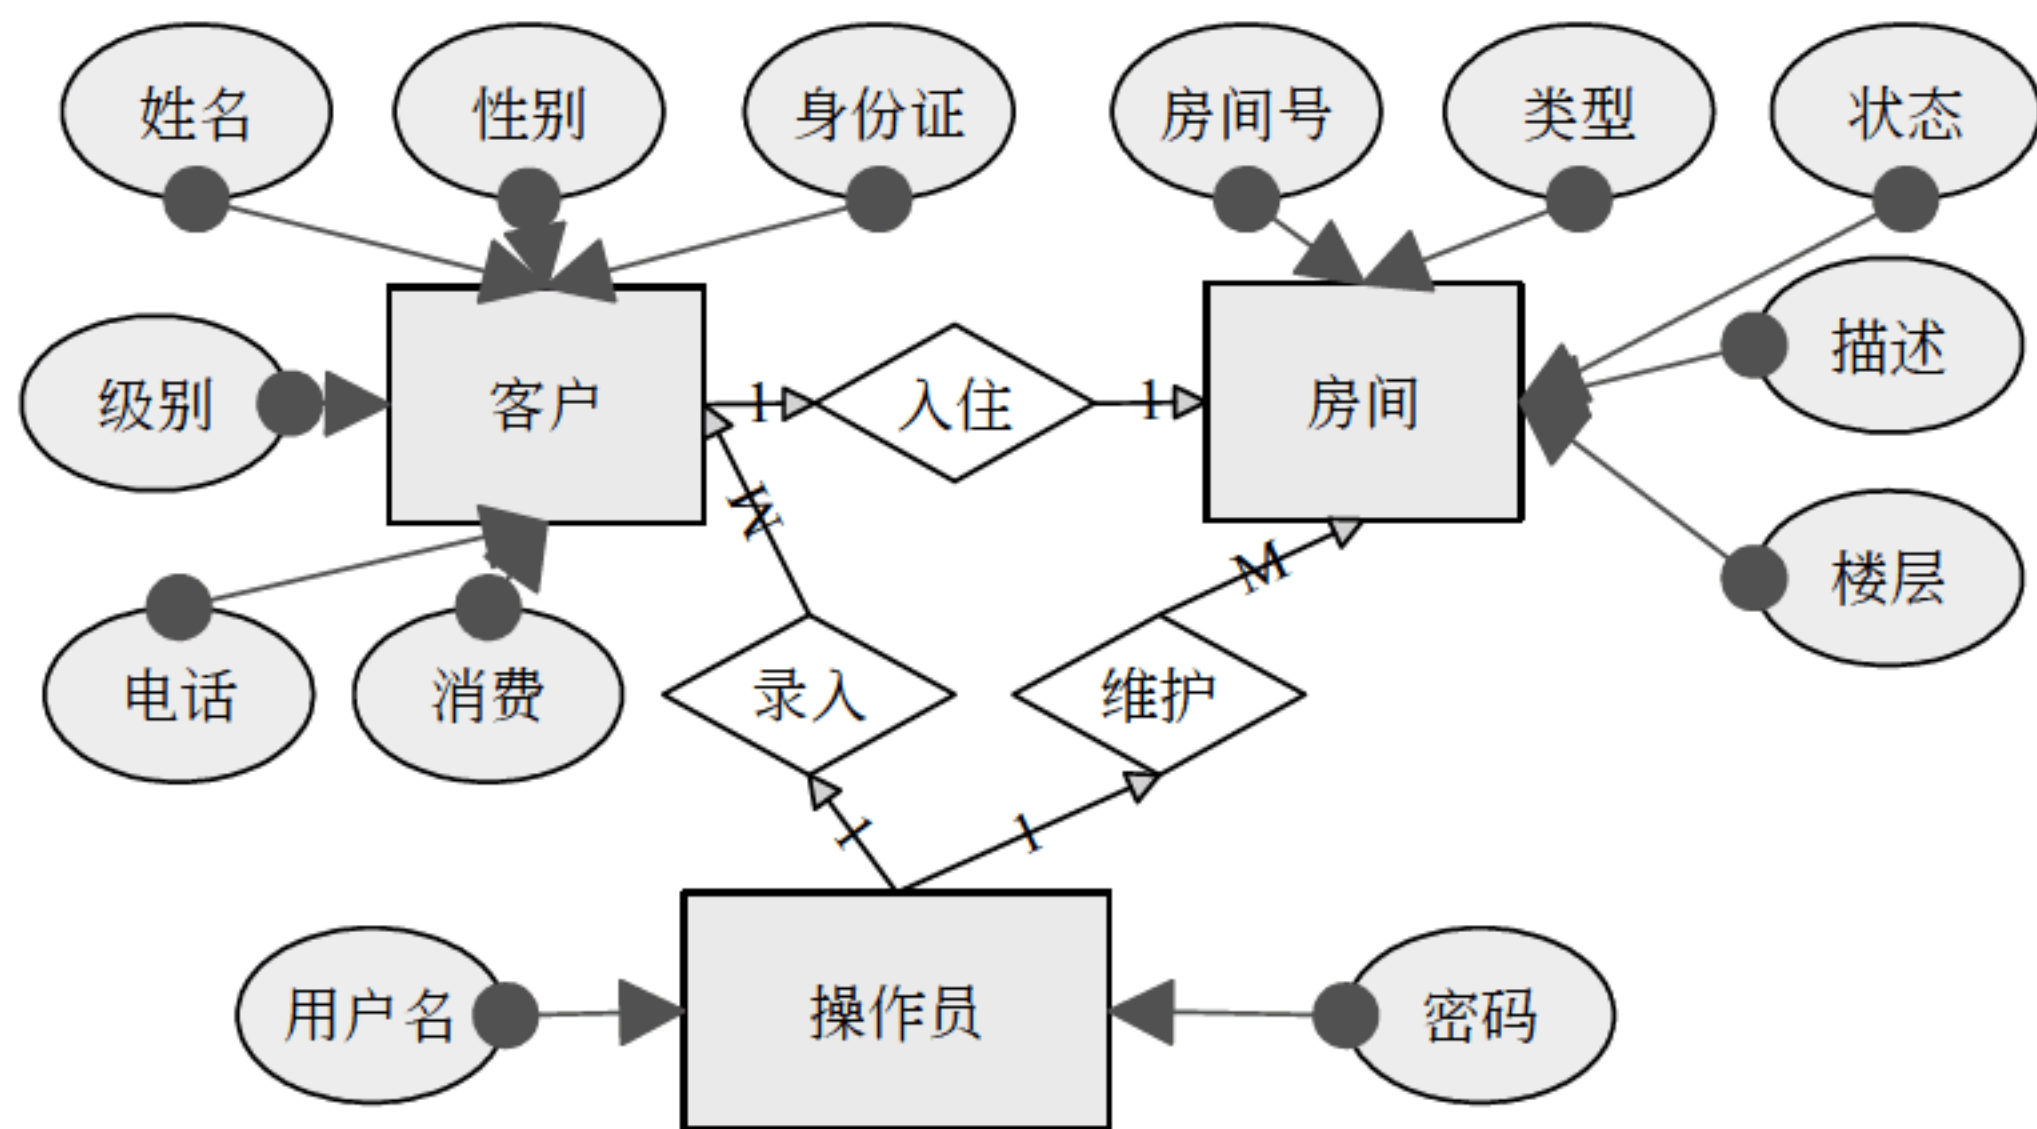 姓名
性别
身份证
房间号
类型
状态
级别
客户
1
入住
1
房间
描述
M
M
楼层
电话
消费
录入
维护
1
1
用户名
操作员
密码